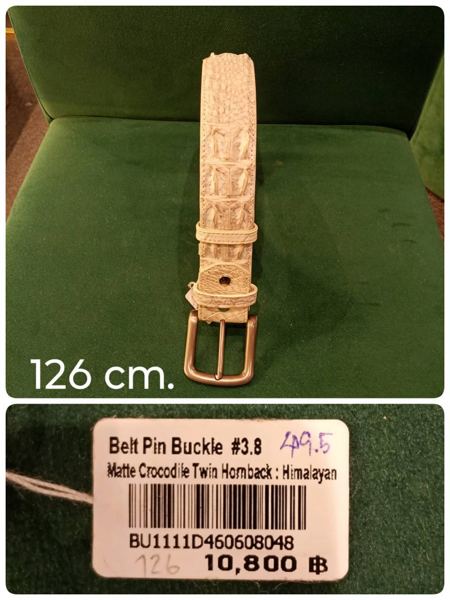 126 cm.
Belt Pin Buckle #3.8 49.5
Matte Crocodile Twin Hornback : Himalayan
BU1111D460608048
126 10,800 ฿